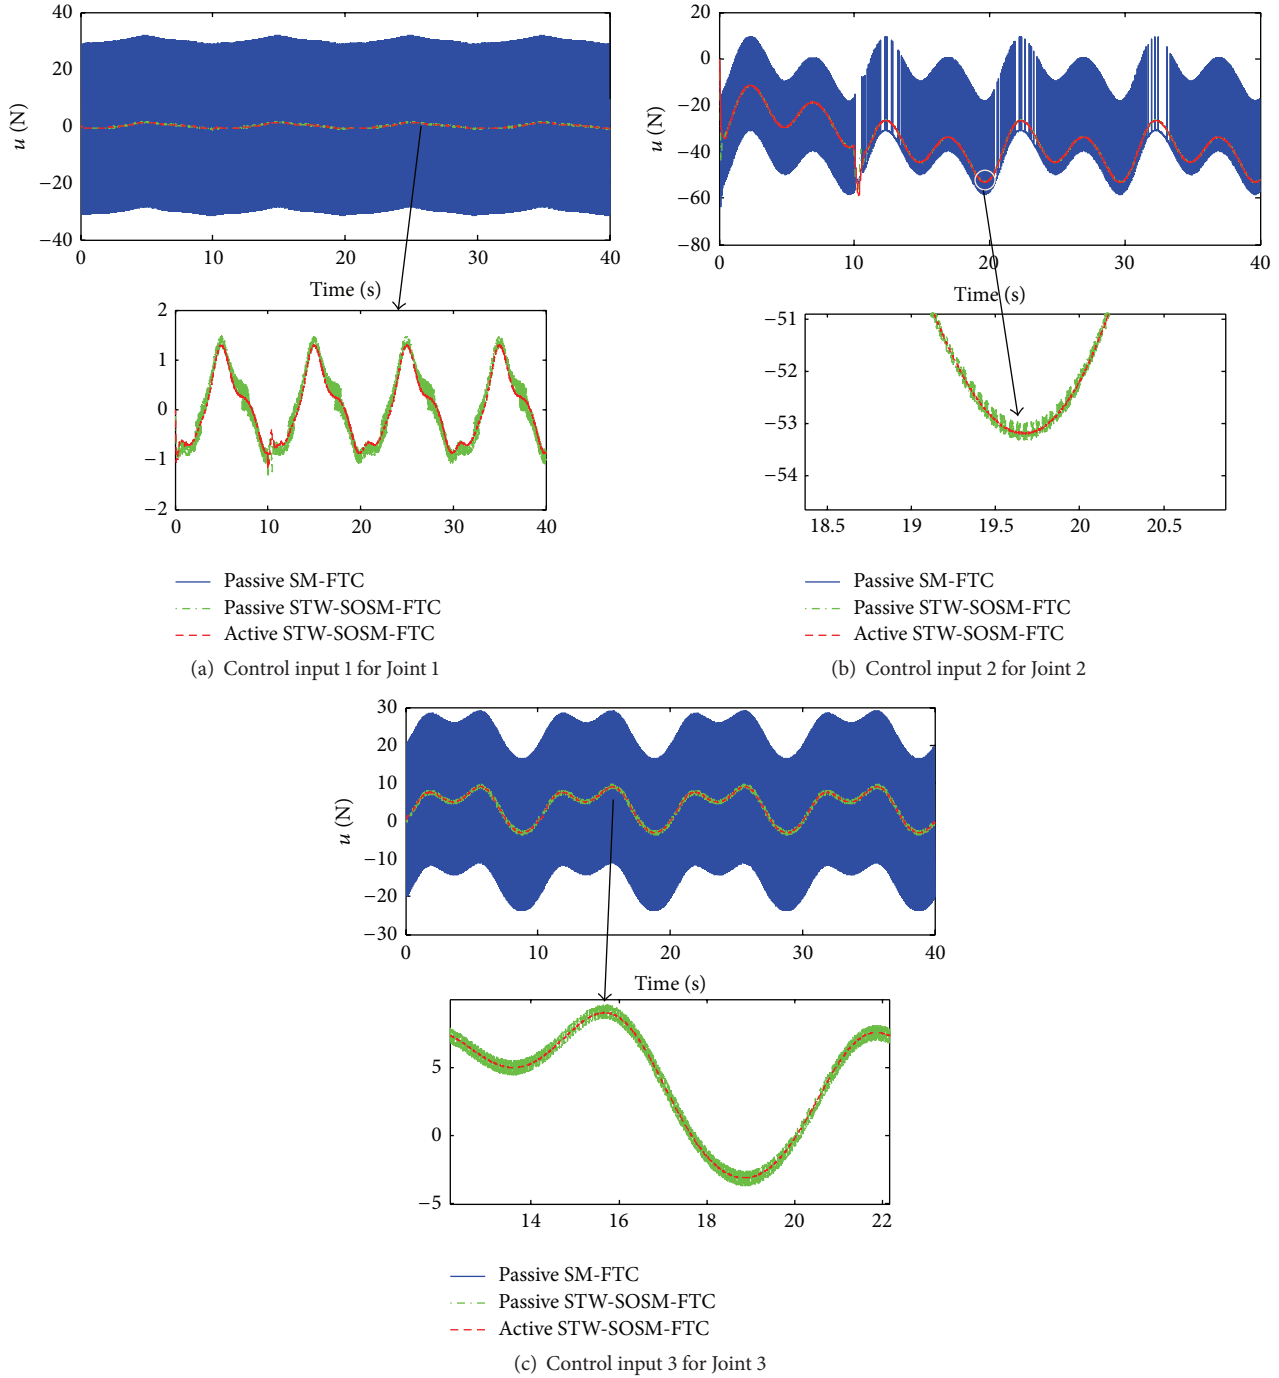 40
20
0
−20
−40
u (N)
0 10 20 30 40
Time (s)
2
1
0
−1
−2
0 10 20 30 40
Passive SM-FTC
Passive STW-SOSM-FTC
Active STW-SOSM-FTC
(a) Control input 1 for Joint 1
20
0
−20
−40
−60
−80
u (N)
0 10 20 30 40
Time (s)
−51
−52
−53
−54
18.5 19 19.5 20 20.5
Passive SM-FTC
Passive STW-SOSM-FTC
Active STW-SOSM-FTC
(b) Control input 2 for Joint 2
30
20
10
0
−10
−20
−30
u (N)
0 10 20 30 40
Time (s)
5
0
−5
14 16 18 20 22
Passive SM-FTC
Passive STW-SOSM-FTC
Active STW-SOSM-FTC
(c) Control input 3 for Joint 3